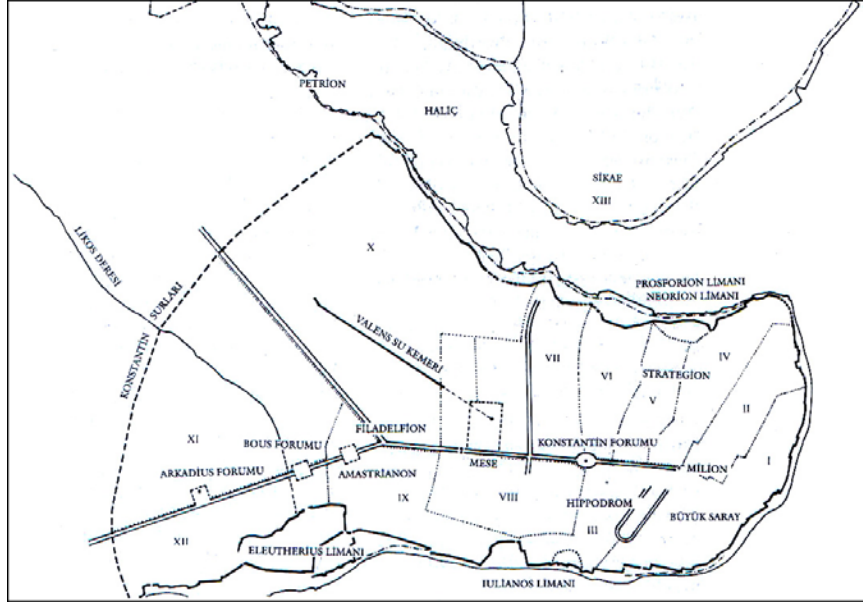 PETRİON
HALİÇ
SİKAE
XIII
LİKOS DERESİ
KONSTANTİN SURLARI
X
VALENS SU KEMERİ
PROSFORİON LİMANI
NEORİON LİMANI
VII
VI
IV
STRATEGİON
V
II
I
XI
FİLADELFİON
BOUS FORUMU
ARKADİUS FORUMU
AMASTRİANON
MESE
KONSTANTİN FORUMU
MİLİON
IX
VIII
HİPPODROM
III
BÜYÜK SARAY
XII
ELEUTHERİUS LİMANI
IULİANOS LİMANI